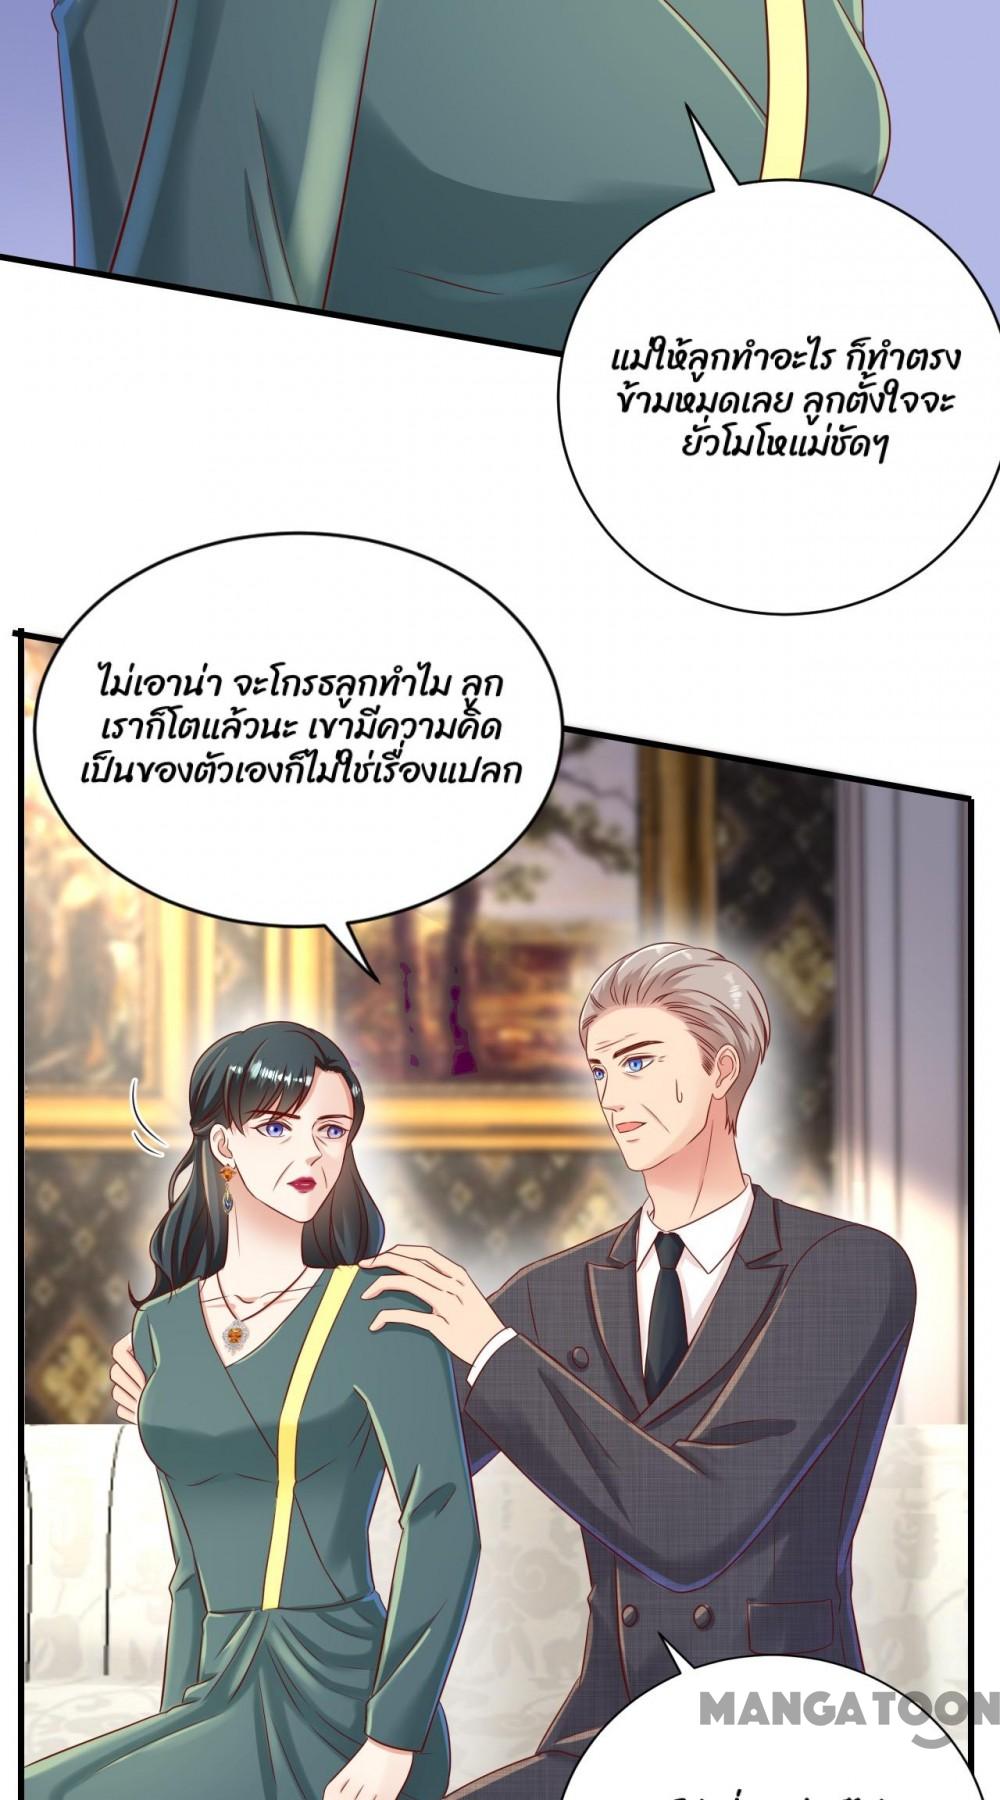 แม่ให้ลูกทำอะไร ก็ทำตรง
ข้ามหมดเลย ลูกตั้งใจจะ
ยั่วโมโหแม่ชัดๆ
ไม่เอาน่า จะโกรธลูกทำไม ลูก
เราก็โตแล้วนะ เขามีความคิด
เป็นของตัวเองก็ไม่ใช่เรื่องแปลก
MANGATOON